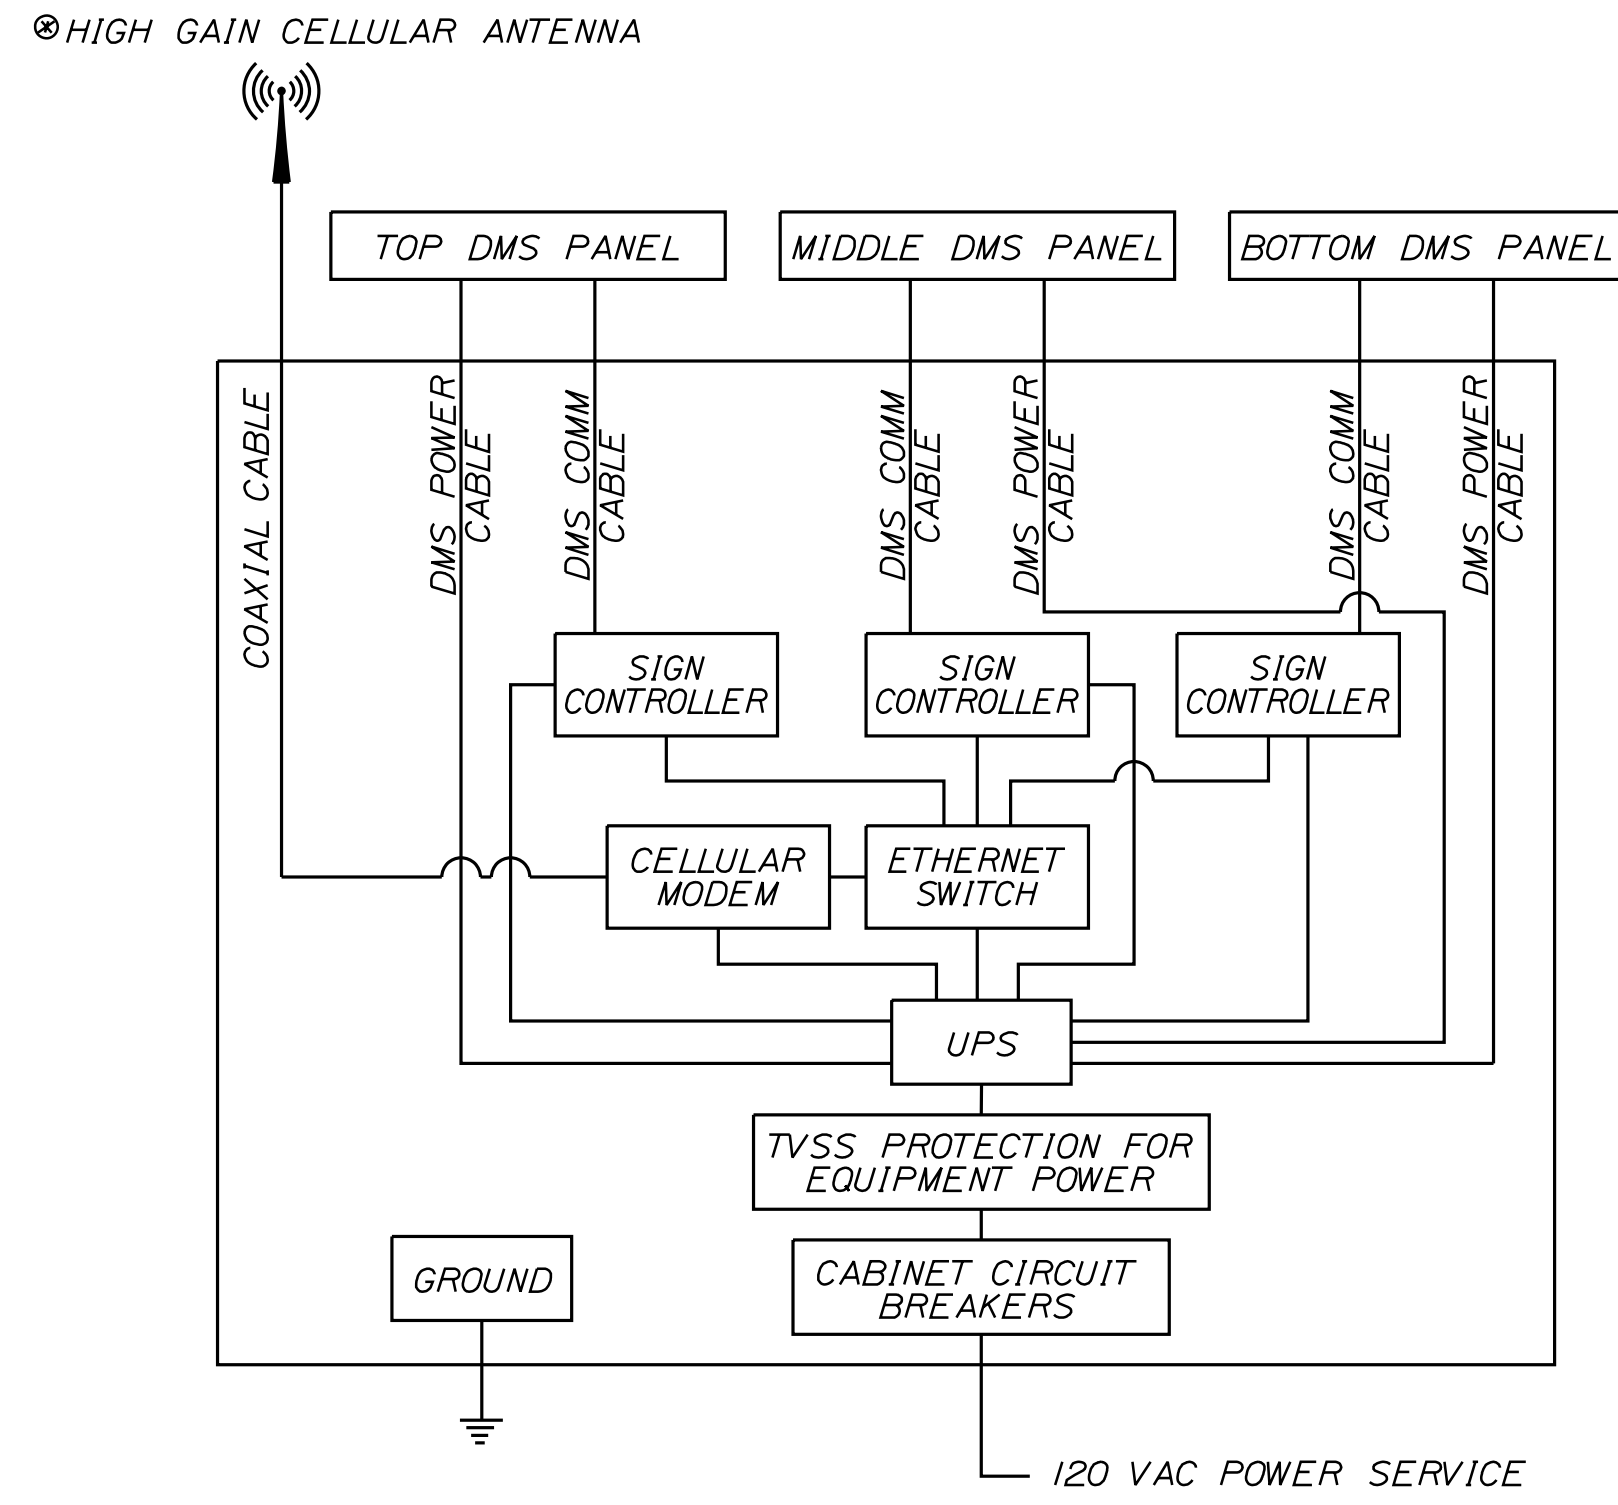 HIGH GAIN CELLULAR ANTENNA
TOP DMS PANEL
MIDDLE DMS PANEL
BOTTOM DMS PANEL
COAXIAL CABLE
DMS POWER
CABLE
DMS COMM
CABLE
DMS COMM
CABLE
DMS POWER
CABLE
DMS COMM
CABLE
DMS POWER
CABLE
SIGN
CONTROLLER
SIGN
CONTROLLER
SIGN
CONTROLLER
CELLULAR
MODEM
ETHERNET
SWITCH
UPS
TVSS PROTECTION FOR
EQUIPMENT POWER
GROUND
CABINET CIRCUIT
BREAKERS
120 VAC POWER SERVICE